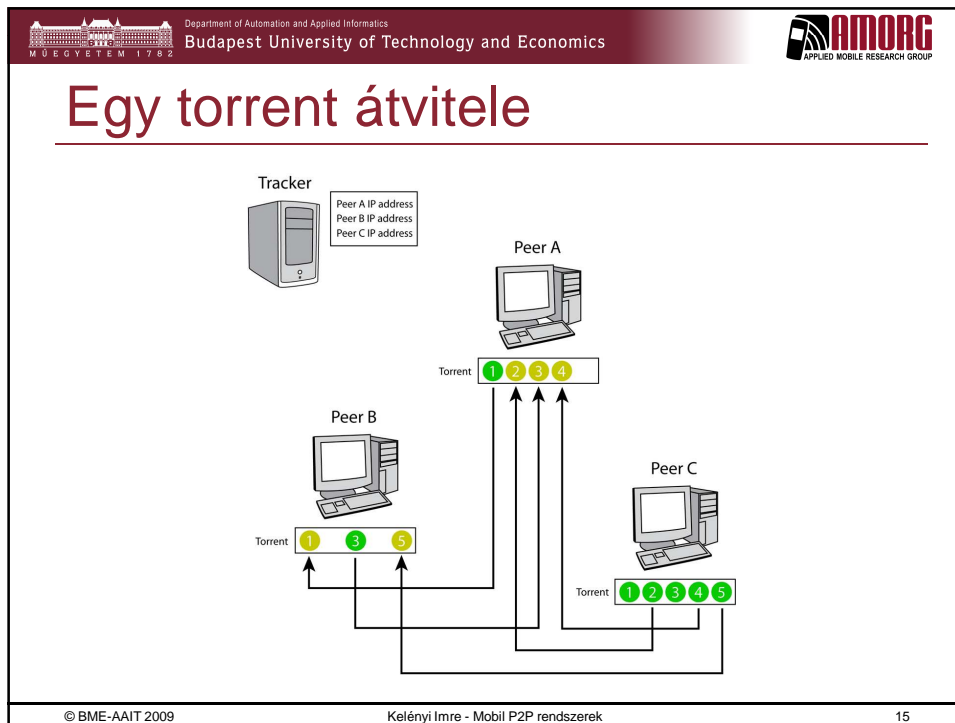 Department of Automation and Applied Informatics
Budapest University of Technology and Economics
MŰEGYETEM 1782
AMORG
APPLIED MOBILE RESEARCH GROUP
Egy torrent átvitele
Tracker
Peer A IP address
Peer B IP address
Peer C IP address
Peer A
Torrent 1 2 3 4
Peer B
Torrent 1 3 5
Peer C
Torrent 1 2 3 4 5
© BME-AAIT 2009 Kelényi Imre - Mobil P2P rendszerek 15